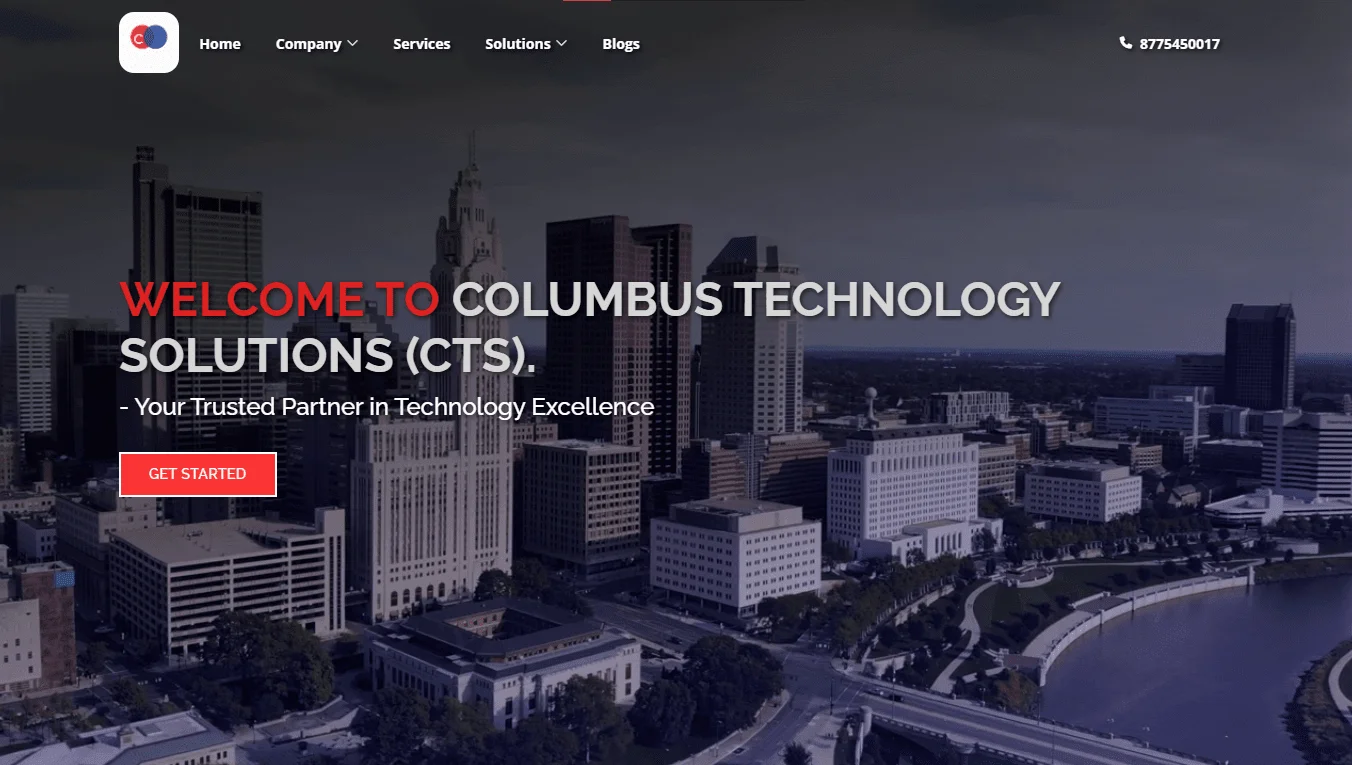 C
Home
Company
Services
Solutions
Blogs
8775450017
WELCOME TO COLUMBUS TECHNOLOGY
SOLUTIONS (CTS).
- Your Trusted Partner in Technology Excellence
GET STARTED